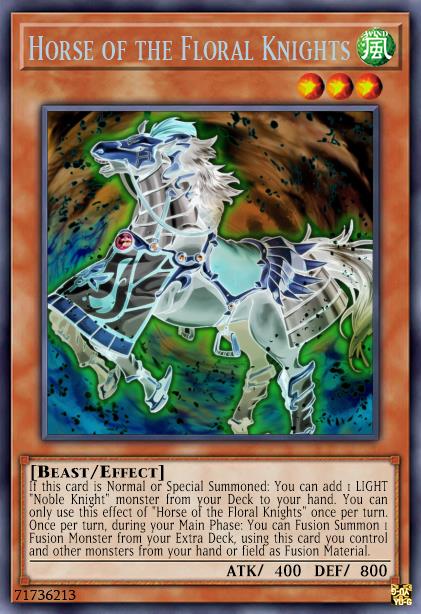 HORSE OF THE FLORAL KNIGHTS
WIND
風
[BEAST/EFFECT]
If this card is Normal or Special Summoned: You can add 1 LIGHT
"Noble Knight" monster from your Deck to your hand. You can
only use this effect of "Horse of the Floral Knights" once per turn.
Once per turn, during your Main Phase: You can Fusion Summon 1
Fusion Monster from your Extra Deck, using this card you control
and other monsters from your hand or field as Fusion Material.
ATK/ 400 DEF/ 800
71736213